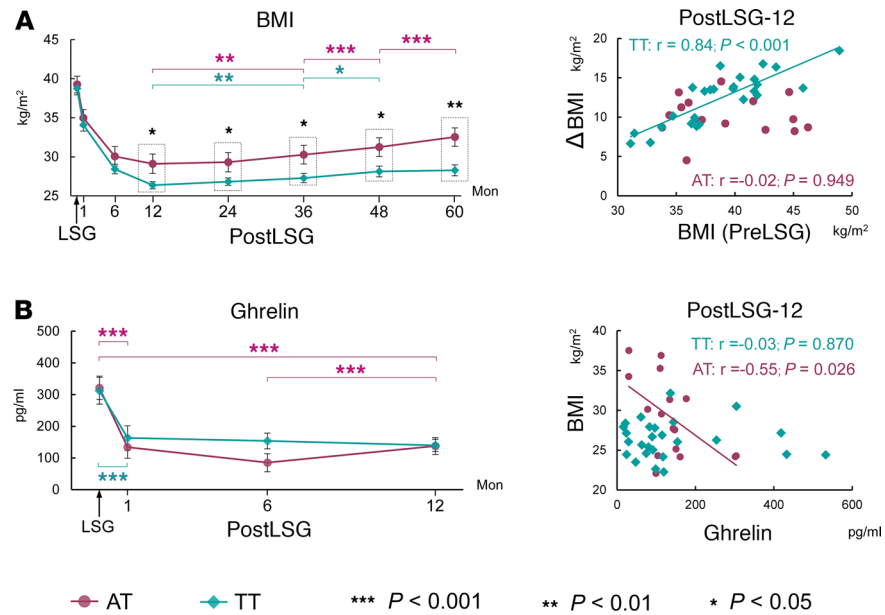 A
BMI
kg/m²
45
40
35
30
25
**
***
***
**
*
*
*
*
*
**
1 6 12 24 36 48 60
Mon
LSG
PostLSG
PostLSG-12
kg/m²
Δ BMI
20
15
10
5
0
TT: r = 0.84; P < 0.001
AT: r =-0.02; P = 0.949
30 35 40 45 50
BMI (PreLSG) kg/m²
B
Ghrelin
pg/ml
500
400
300
200
100
0
***
***
***
***
1 6 12
Mon
LSG
PostLSG
PostLSG-12
kg/m²
BMI
40
35
30
25
20
TT: r =-0.03; P = 0.870
AT: r =-0.55; P = 0.026
0 200 400 600
Ghrelin pg/ml
AT TT *** P < 0.001 ** P < 0.01 * P < 0.05